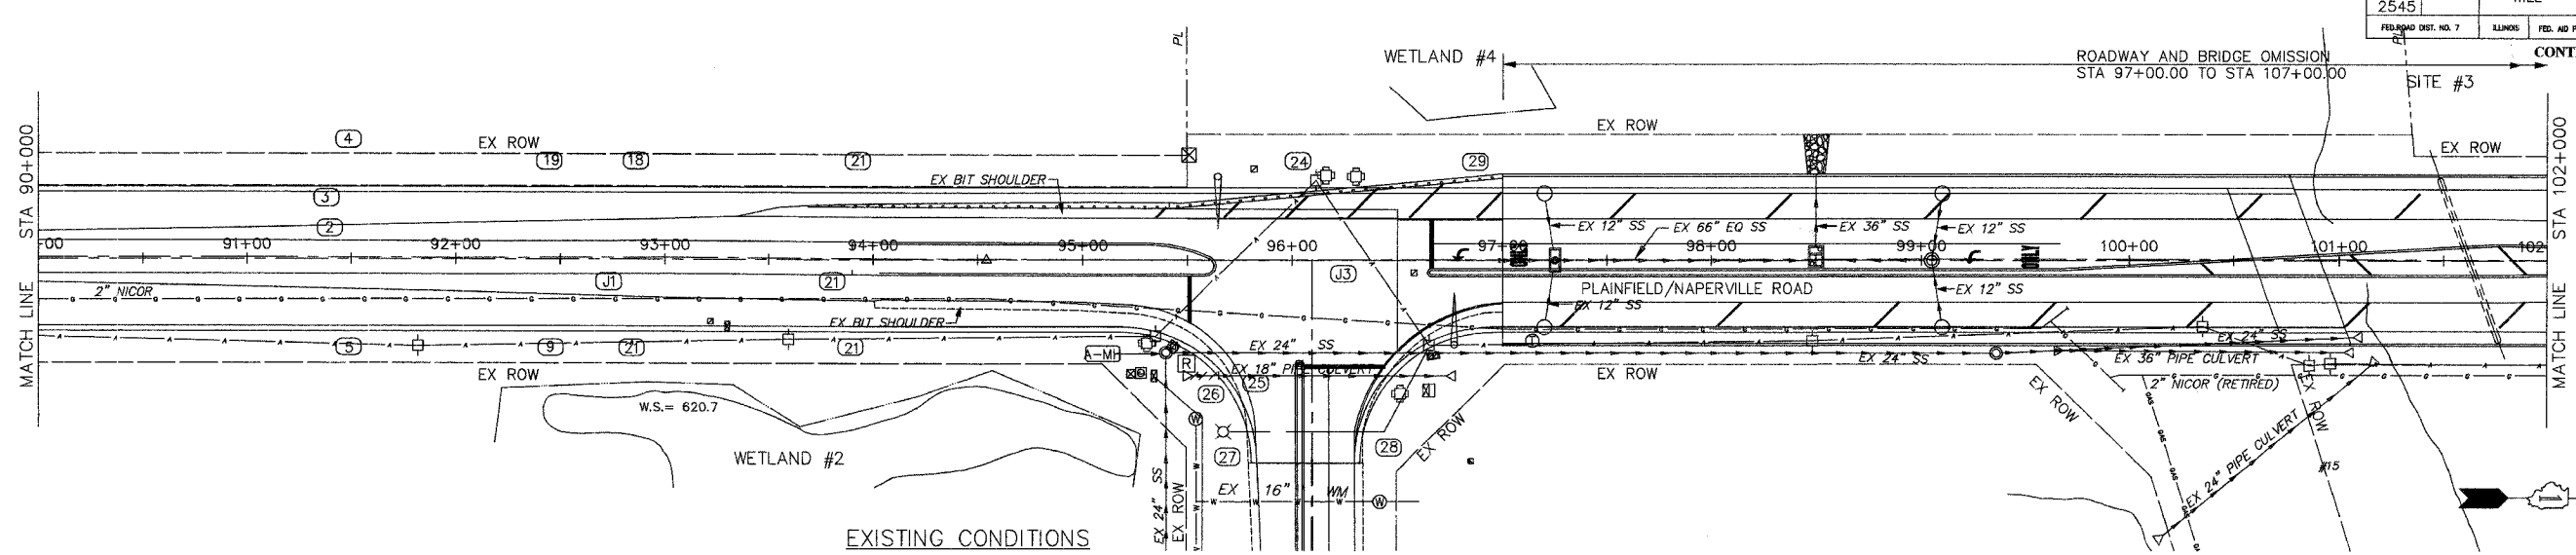 2545
FED.ROAD DIST. NO. 7
ILLINOIS
CONT
PL
PL
WETLAND #4
ROADWAY AND BRIDGE OMISSION
STA 97+00.00 TO STA 107+00.00
SITE #3
EX ROW
4
EX ROW
19
18
21
24
29
EX ROW
EX BIT SHOULDER
3
2
MATCH LINE STA 90+000
MATCH LINE STA 102+000
EX 12" SS
EX 66" EQ SS
EX 36" SS
EX 12" SS
+00
91+00
92+00
93+00
94+00
95+00
96+00
97+00
98+00
99+00
100+00
101+00
102
ONLY
ONLY
J1
21
J3
2" NICOR
PLAINFIELD/NAPERVILLE ROAD
EX 12" SS
EX 12" SS
EX BIT SHOULDER
5
9
21
21
A-MH
R
EX 24" SS
EX 24" SS
EX 24" SS
EX 36" PIPE CULVERT
EX 18" PIPE CULVERT
EX ROW
EX ROW
2" NICOR (RETIRED)
26
25
W.S.= 620.7
WETLAND #2
27
28
EX ROW
EX ROW
EX ROW
EX 24" PIPE CULVERT
#15
EX 24" SS
EX ROW
EX 16" WM
EXISTING CONDITIONS